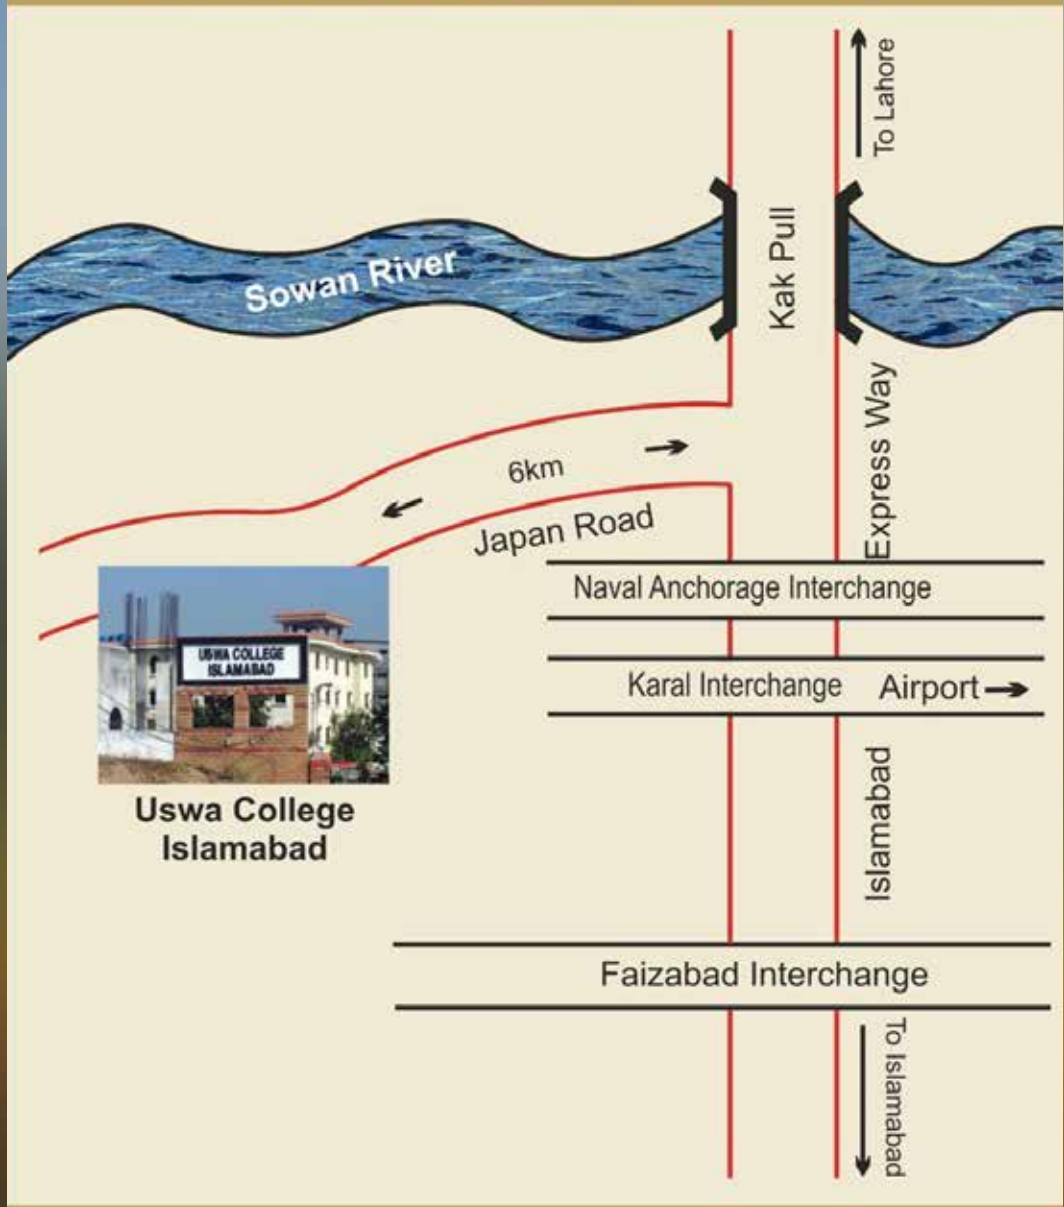 To Lahore
Kak Pull
Sowan River
Express Way
6km
Japan Road
Naval Anchorage Interchange
Karal Interchange
Airport
USWA COLLEGE
ISLAMABAD
Uswa College
Islamabad
Islamabad
Faizabad Interchange
To Islamabad